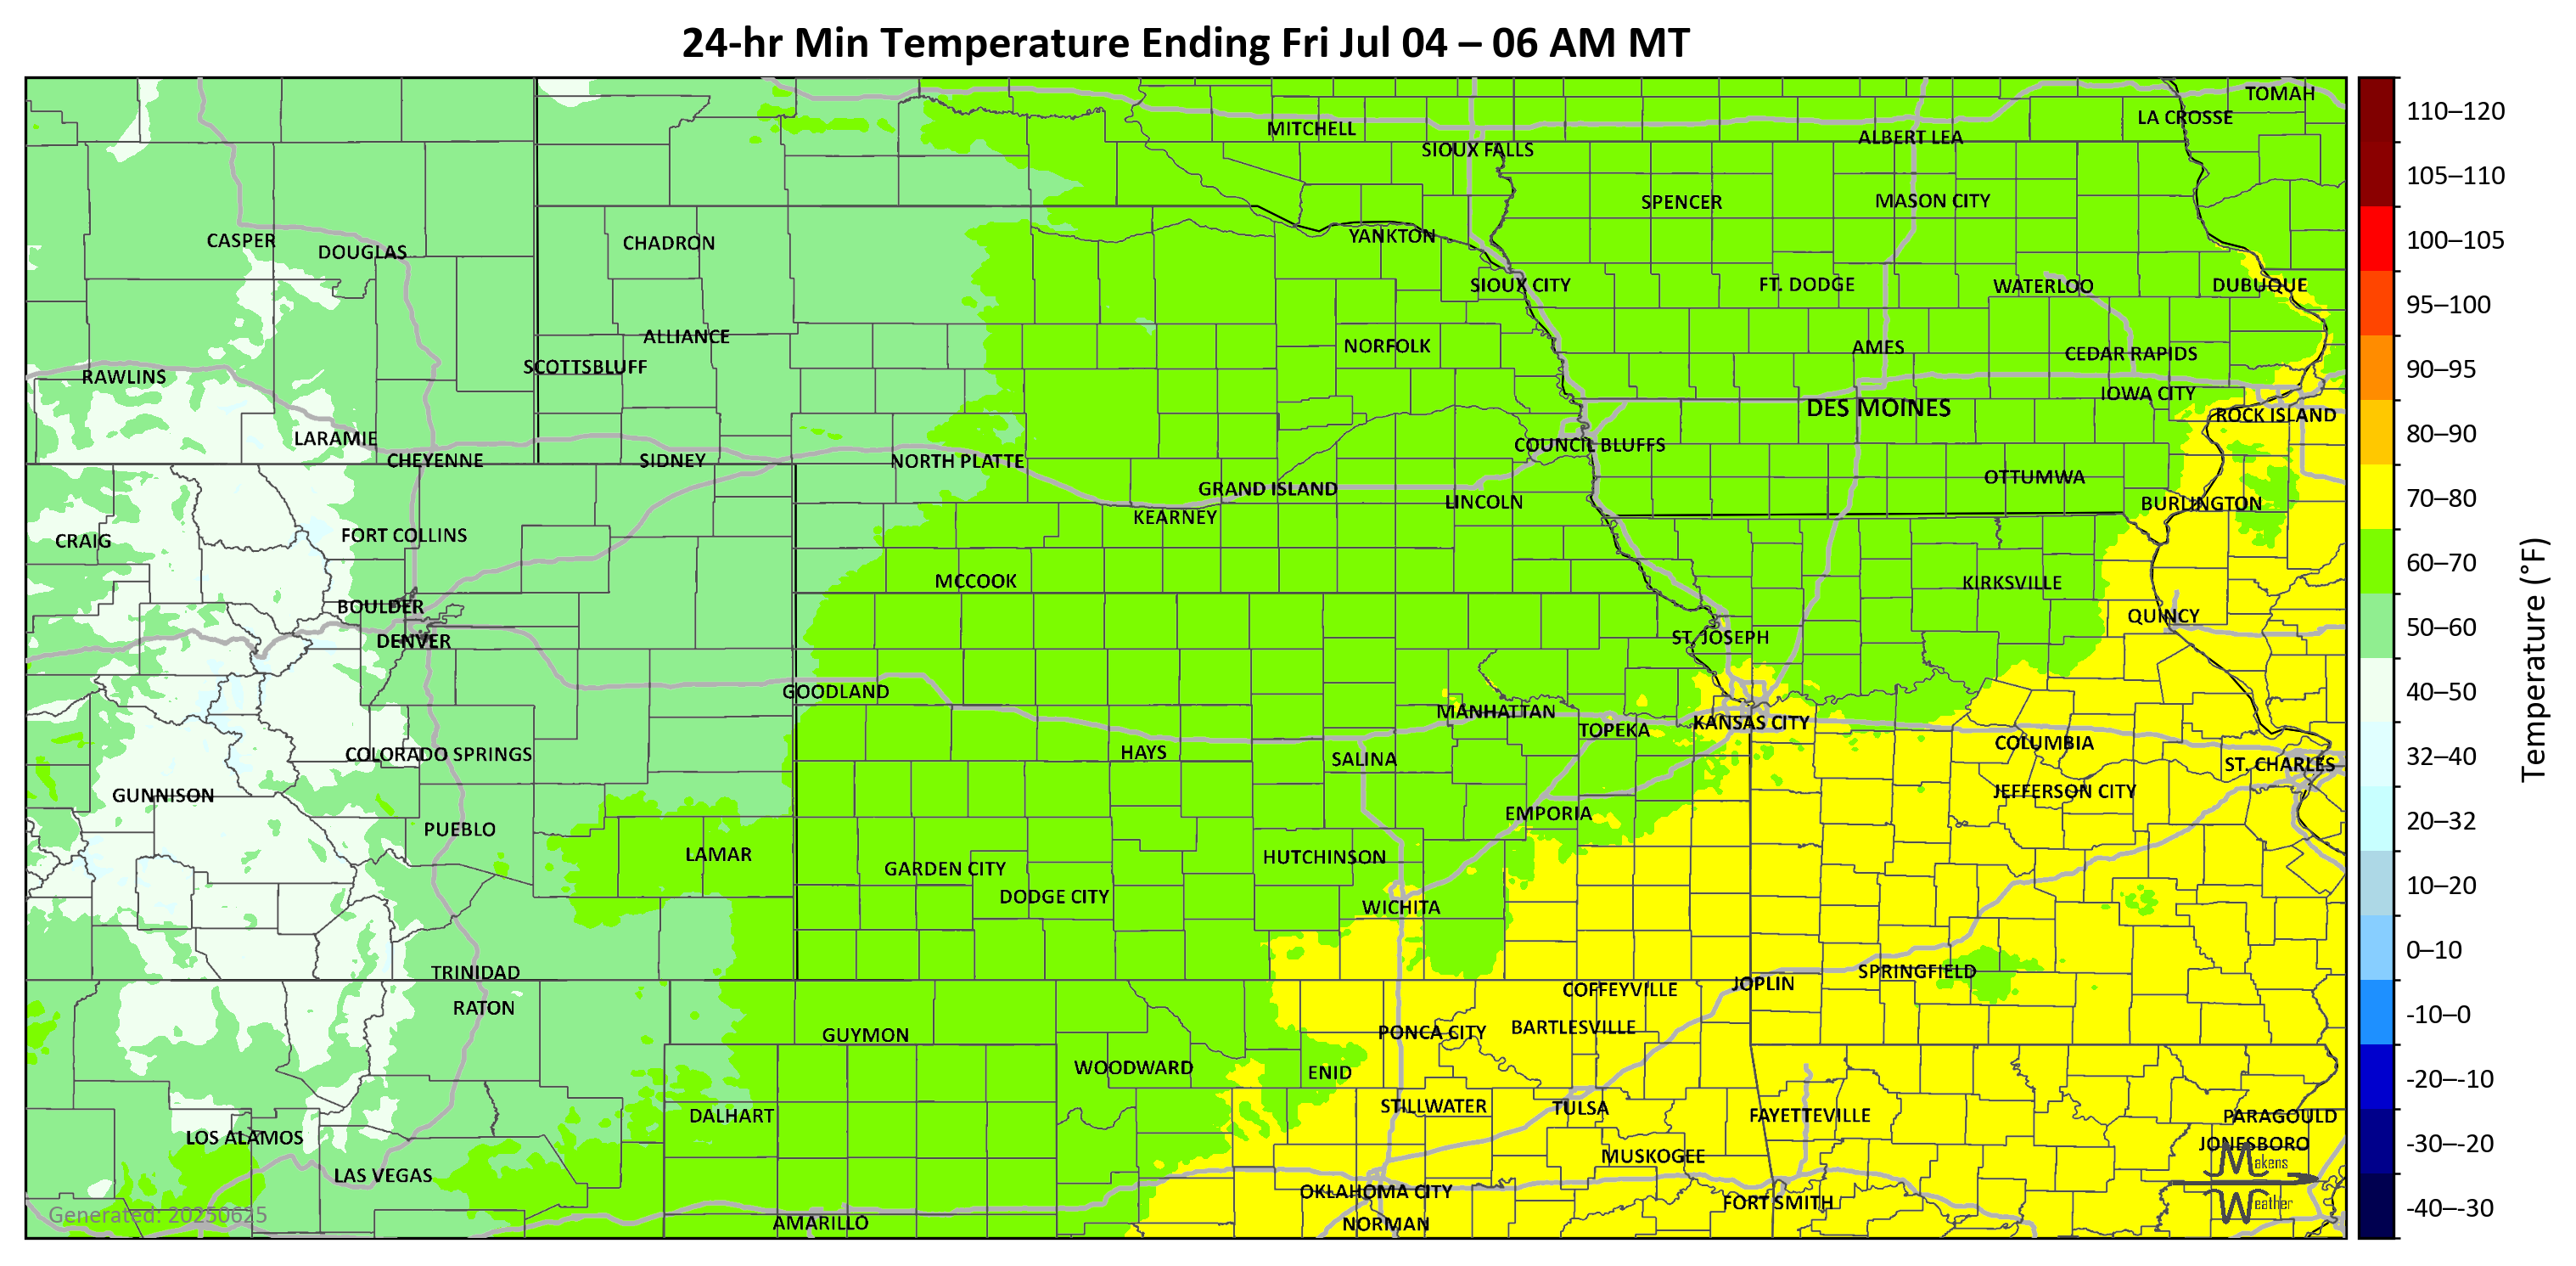 24-hr Min Temperature Ending Fri Jul 04 – 06 AM MT
TOMAH
LA CROSSE
MITCHELL
ALBERT LEA
SIOUX FALLS
SPENCER
MASON CITY
CASPER
DOUGLAS
CHADRON
YANKTON
SIOUX CITY
FT. DODGE
WATERLOO
DUBUQUE
ALLIANCE
NORFOLK
AMES
CEDAR RAPIDS
SCOTTSBLUFF
RAWLINS
IOWA CITY
DES MOINES
ROCK ISLAND
LARAMIE
COUNCIL BLUFFS
CHEYENNE
SIDNEY
NORTH PLATTE
OTTUMWA
GRAND ISLAND
LINCOLN
BURLINGTON
KEARNEY
CRAIG
FORT COLLINS
MCCOOK
KIRKSVILLE
BOULDER
QUINCY
DENVER
ST. JOSEPH
GOODLAND
MANHATTAN
KANSAS CITY
TOPEKA
COLUMBIA
COLORADO SPRINGS
HAYS
SALINA
ST. CHARLES
GUNNISON
JEFFERSON CITY
EMPORIA
PUEBLO
LAMAR
HUTCHINSON
GARDEN CITY
DODGE CITY
WICHITA
TRINIDAD
SPRINGFIELD
JOPLIN
COFFEYVILLE
RATON
GUYMON
PONCA CITY
BARTLESVILLE
WOODWARD
ENID
STILLWATER
TULSA
DALHART
FAYETTEVILLE
PARAGOULD
LOS ALAMOS
JONESBORO
MUSKOGEE
LAS VEGAS
OKLAHOMA CITY
FORT SMITH
AMARILLO
NORMAN
Generated: 20250625
Makens
Weather
110–120
105–110
100–105
95–100
90–95
80–90
70–80
60–70
50–60
40–50
32–40
20–32
10–20
0–10
-10–0
-20–-10
-30–-20
-40–-30
Temperature (°F)